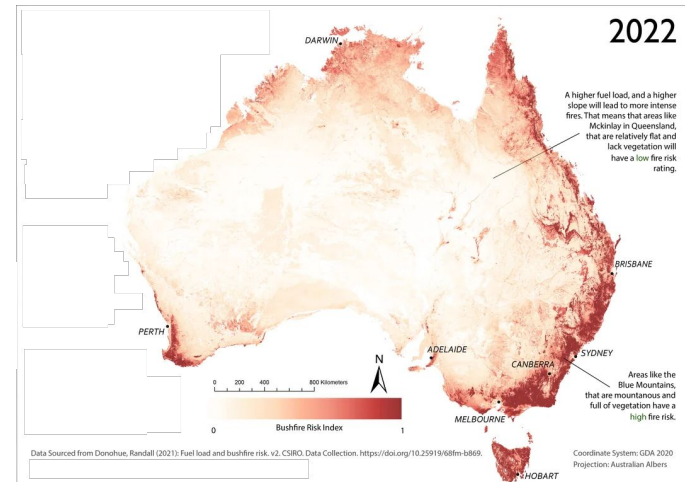 2022
DARWIN
A higher fuel load, and a higher
slope will lead to more intense
fires. That means that areas like
Mckinlay in Queensland,
that are relatively flat and
lack vegetation will
have a low fire risk
rating.
BRISBANE
PERTH
ADELAIDE
N
SYDNEY
CANBERRA
Areas like the
Blue Mountains,
that are mountanous and
full of vegetation have a
high fire risk.
0 200 400 800 Kilometers
MELBOURNE
0 Bushfire Risk Index 1
Data Sourced from Donohue, Randall (2021): Fuel load and bushfire risk. v2. CSIRO. Data Collection. https://doi.org/10.25919/68fm-b869.
Coordinate System: GDA 2020
Projection: Australian Albers
HOBART